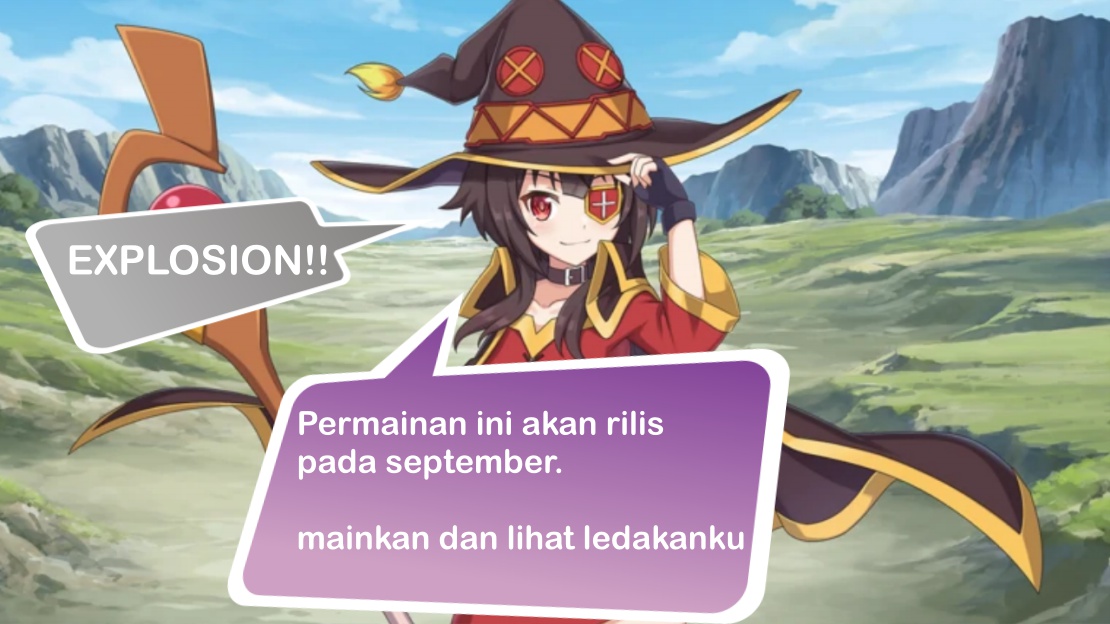 EXPLOSION!!
Permainan ini akan rilis
pada september.
mainkan dan lihat ledakanku